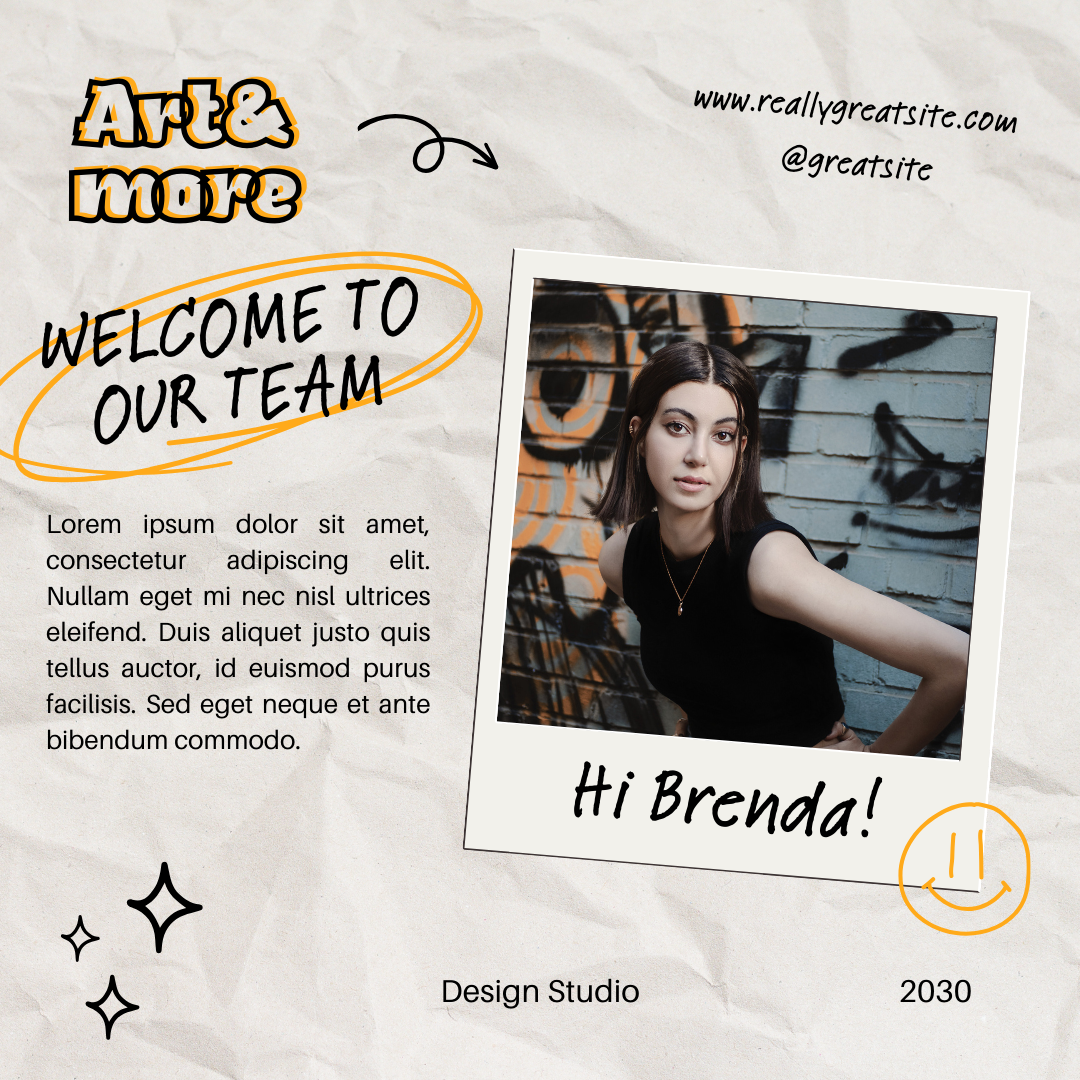 Art&
more
www.reallygreatsite.com
@greatsite
WELCOME TO
OUR TEAM
Lorem ipsum dolor sit amet,
consectetur adipiscing elit.
Nullam eget mi nec nisl ultrices
eleifend. Duis aliquet justo quis
tellus auctor, id euismod purus
facilisis. Sed eget neque et ante
bibendum commodo.
Hi Brenda!
Design Studio
2030